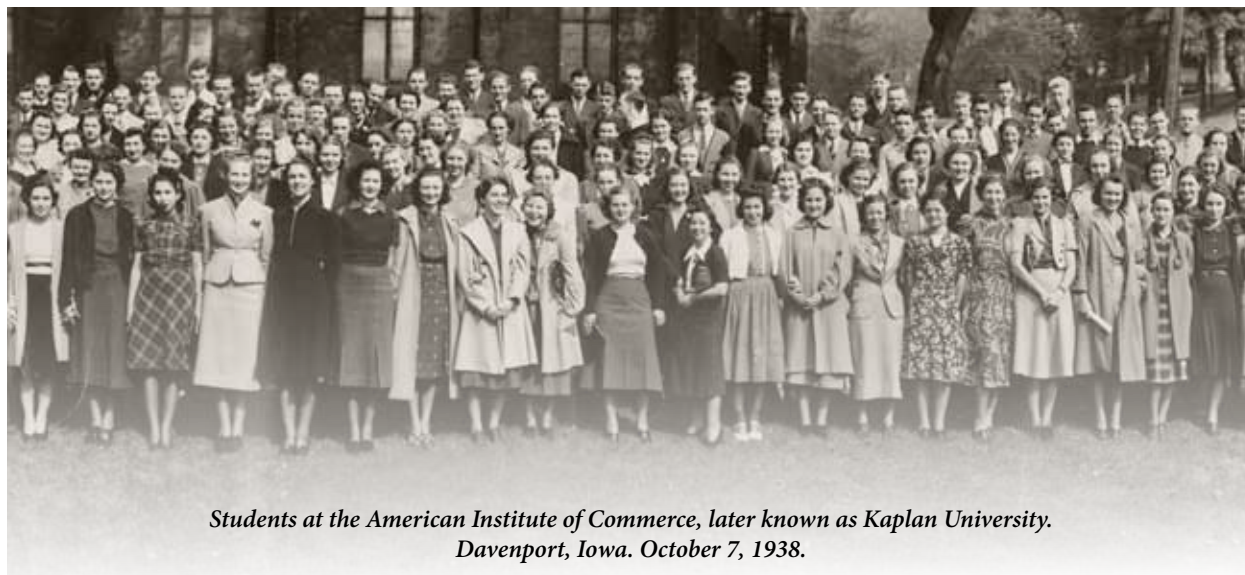 Students at the American Institute of Commerce, later known as Kaplan University.
Davenport, Iowa. October 7, 1938.